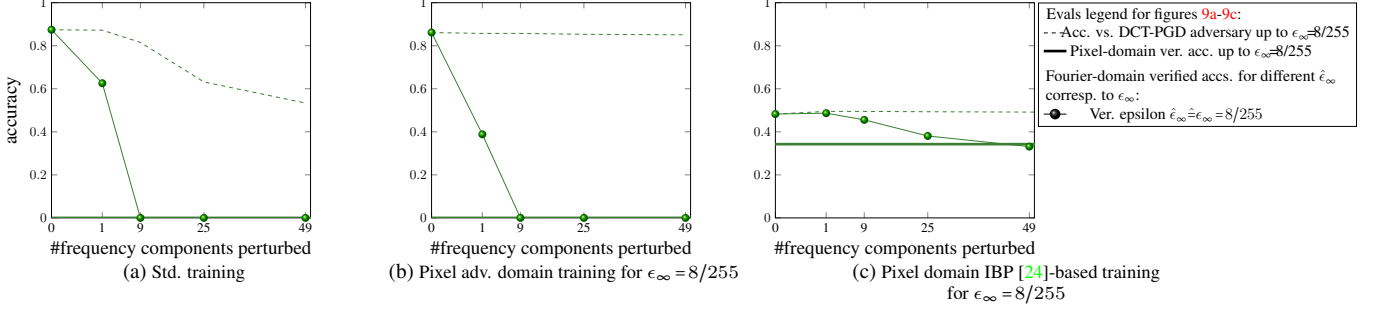 accuracy
1
0.8
0.6
0.4
0.2
0
0 1 9 25 49
#frequency components perturbed
(a) Std. training
1
0.8
0.6
0.4
0.2
0
0 1 9 25 49
#frequency components perturbed
(b) Pixel adv. domain training for ϵ∞ = 8/255
1
0.8
0.6
0.4
0.2
0
0 1 9 25 49
#frequency components perturbed
(c) Pixel domain IBP [24]-based training
for ϵ∞ = 8/255
Evals legend for figures 9a-9c:
Acc. vs. DCT-PGD adversary up to ϵ∞=8/255
Pixel-domain ver. acc. up to ϵ∞=8/255
Fourier-domain verified accs. for different ϵ̂∞
corresp. to ϵ∞:
Ver. epsilon ϵ̂∞=̂ϵ∞ = 8/255